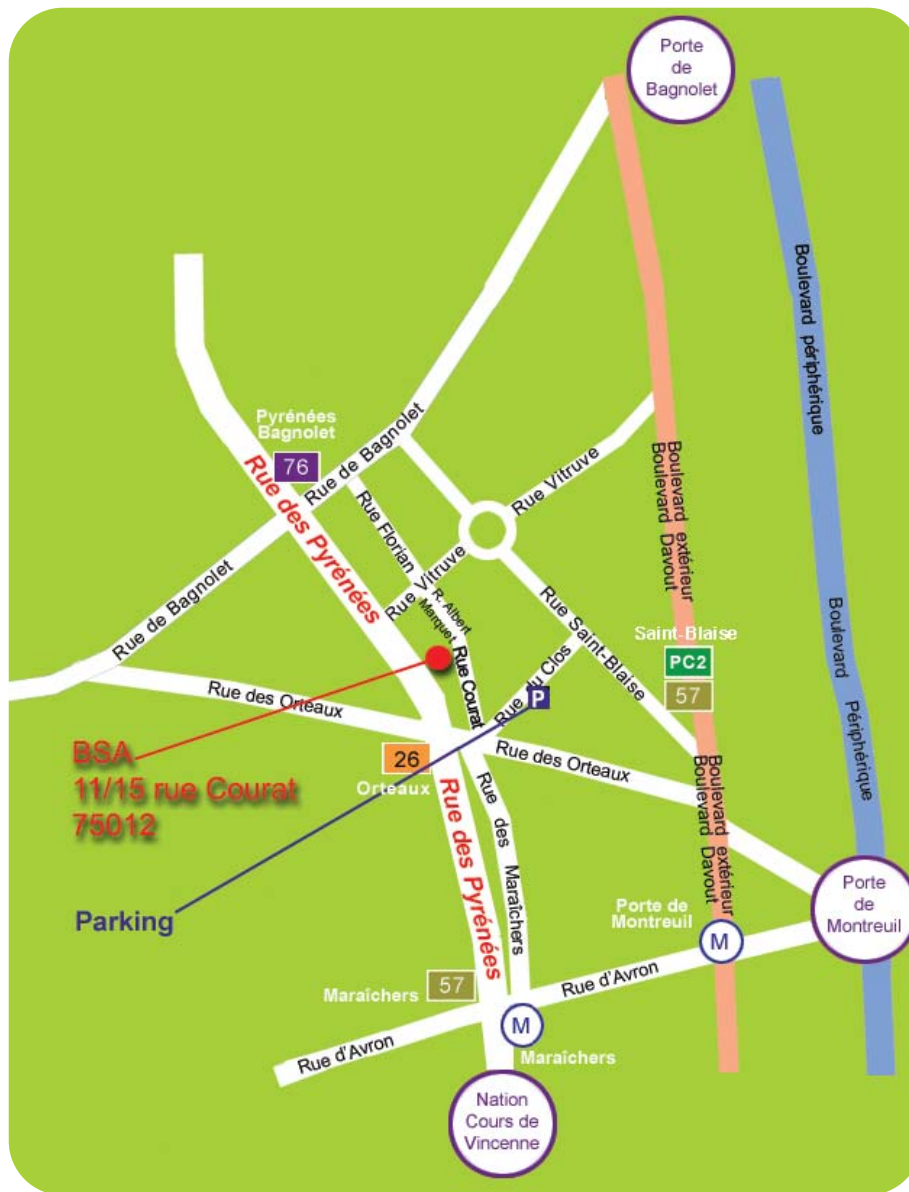 Porte
de
Bagnolet
Boulevard périphérique
Pyrénées
Bagnolet
76
Rue de Bagnolet
Rue des Pyrénées
Rue Florian
Rue Vitruve
Boulevard extérieur
Boulevard Davout
Rue Vitruve
R. Albert
Marquet
Rue de Bagnolet
Rue Saint-Blaise
Saint-Blaise
PC2
57
Boulevard Périphérique
Rue Courat
Rue du Clos
P
Rue des Orteaux
Rue des Orteaux
26
Orteaux
BSA
11/15 rue Courat
75012
Rue des Pyrénées
Rue des Maraîchers
Boulevard extérieur
Boulevard Davout
Parking
Porte de
Montreuil
M
Porte
de
Montreuil
57
Maraîchers
Rue d'Avron
M
Maraîchers
Rue d'Avron
Nation
Cours de
Vincenne